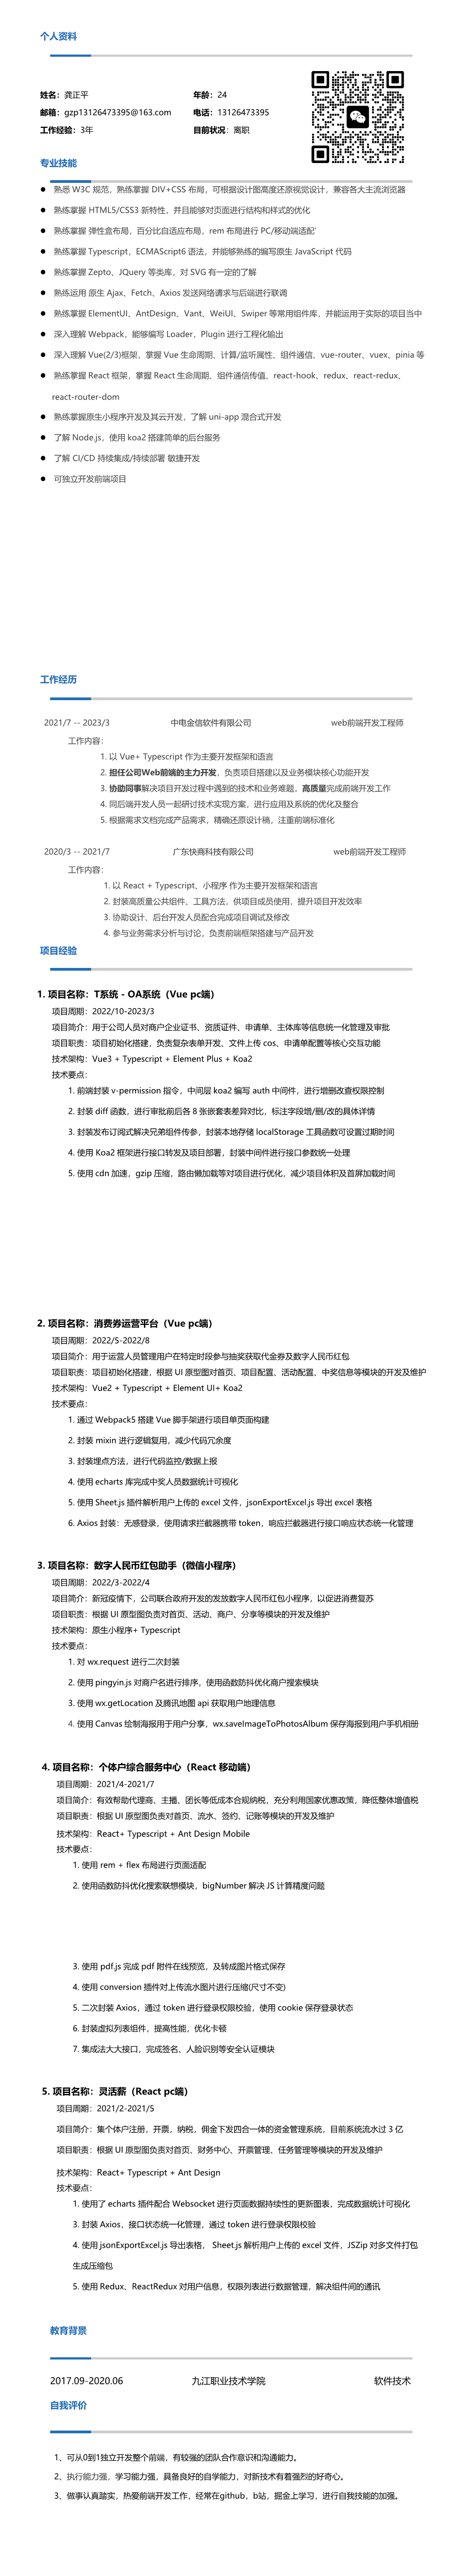 个人资料
姓名：龚正平 年龄：24
邮箱：gzp13126473395@163.com 电话：13126473395
工作经验：3年 目前状况：离职
专业技能
● 熟悉 W3C 规范，熟练掌握 DIV+CSS 布局，可根据设计图高度还原视觉设计，兼容各大主流浏览器
● 熟练掌握 HTML5/CSS3 新特性，并且能够对页面进行结构和样式的优化
● 熟练掌握 弹性盒布局，百分比自适应布局，rem 布局进行 PC/移动端适配'
● 熟练掌握 Typescript，ECMAScript6 语法，并能够熟练的编写原生 JavaScript 代码
● 熟练掌握 Zepto、JQuery 等类库，对 SVG 有一定的了解
● 熟练运用 原生 Ajax、Fetch、Axios 发送网络请求与后端进行联调
● 熟练掌握 ElementUI、AntDesign、Vant、WeiUI、Swiper 等常用组件库，并能运用于实际的项目当中
● 深入理解 Webpack，能够编写 Loader，Plugin 进行工程化输出
● 深入理解 Vue(2/3)框架，掌握 Vue 生命周期、计算/监听属性、组件通信、vue-router、vuex、pinia 等
● 熟练掌握 React 框架，掌握 React 生命周期、组件通信传值、react-hook、redux、react-redux、
react-router-dom
● 熟练掌握原生小程序开发及其云开发，了解 uni-app 混合式开发
● 了解 Node.js，使用 koa2 搭建简单的后台服务
● 了解 CI/CD 持续集成/持续部署 敏捷开发
● 可独立开发前端项目
工作经历
2021/7 -- 2023/3 中电金信软件有限公司 web前端开发工程师
工作内容：
1. 以 Vue+ Typescript 作为主要开发框架和语言
2. 担任公司Web前端的主力开发，负责项目搭建以及业务模块核心功能开发
3. 协助同事解决项目开发过程中遇到的技术和业务难题，高质量完成前端开发工作
4. 同后端开发人员一起研讨技术实现方案，进行应用及系统的优化及整合
5. 根据需求文档完成产品需求，精确还原设计稿，注重前端标准化
2020/3 -- 2021/7 广东快商科技有限公司 web前端开发工程师
工作内容：
1. 以 React + Typescript、小程序 作为主要开发框架和语言
2. 封装高质量公共组件、工具方法，供项目成员使用，提升项目开发效率
3. 协助设计、后台开发人员配合完成项目调试及修改
4. 参与业务需求分析与讨论，负责前端框架搭建与产品开发
项目经验
1. 项目名称：T系统 - OA系统（Vue pc端）
项目周期：2022/10-2023/3
项目简介：用于公司人员对商户企业证书、资质证件、申请单、主体库等信息统一化管理及审批
项目职责：项目初始化搭建，负责复杂表单开发、文件上传 cos、申请单配置等核心交互功能
技术架构：Vue3 + Typescript + Element Plus + Koa2
技术要点：
1. 前端封装 v-permission 指令，中间层 koa2 编写 auth 中间件，进行增删改查权限控制
2. 封装 diff 函数，进行审批前后各 8 张嵌套表差异对比，标注字段增/删/改的具体详情
3. 封装发布订阅式解决兄弟组件传参，封装本地存储 localStorage 工具函数可设置过期时间
4. 使用 Koa2 框架进行接口转发及项目部署，封装中间件进行接口参数统一处理
5. 使用 cdn 加速，gzip 压缩，路由懒加载等对项目进行优化，减少项目体积及首屏加载时间
2. 项目名称：消费券运营平台（Vue pc端）
项目周期：2022/5-2022/8
项目简介：用于运营人员管理用户在特定时段参与抽奖获取代金券及数字人民币红包
项目职责：项目初始化搭建，根据 UI 原型图对首页、项目配置、活动配置、中奖信息等模块的开发及维护
技术架构：Vue2 + Typescript + Element UI+ Koa2
技术要点：
1. 通过 Webpack5 搭建 Vue 脚手架进行项目单页面构建
2. 封装 mixin 进行逻辑复用，减少代码冗余度
3. 封装埋点方法，进行代码监控/数据上报
4. 使用 echarts 库完成中奖人员数据统计可视化
5. 使用 Sheet.js 插件解析用户上传的 excel 文件，jsonExportExcel.js 导出 excel 表格
6. Axios 封装：无感登录，使用请求拦截器携带 token，响应拦截器进行接口响应状态统一化管理
3. 项目名称：数字人民币红包助手（微信小程序）
项目周期：2022/3-2022/4
项目简介：新冠疫情下，公司联合政府开发的发放数字人民币红包小程序，以促进消费复苏
项目职责：根据 UI 原型图负责对首页、活动、商户、分享等模块的开发及维护
技术架构：原生小程序+ Typescript
技术要点：
1. 对 wx.request 进行二次封装
2. 使用 pingyin.js 对商户名进行排序，使用函数防抖优化商户搜索模块
3. 使用 wx.getLocation 及腾讯地图 api 获取用户地理信息
4. 使用 Canvas 绘制海报用于用户分享，wx.saveImageToPhotosAlbum 保存海报到用户手机相册
4. 项目名称：个体户综合服务中心（React 移动端）
项目周期：2021/4-2021/7
项目简介：有效帮助代理商、主播、团长等低成本合规纳税，充分利用国家优惠政策，降低整体增值税
项目职责：根据 UI 原型图负责对首页、流水、签约、记账等模块的开发及维护
技术架构：React+ Typescript + Ant Design Mobile
技术要点：
1. 使用 rem + flex 布局进行页面适配
2. 使用函数防抖优化搜索联想模块，bigNumber 解决 JS 计算精度问题
3. 使用 pdf.js 完成 pdf 附件在线预览，及转成图片格式保存
4. 使用 conversion 插件对上传流水图片进行压缩(尺寸不变)
5. 二次封装 Axios，通过 token 进行登录权限校验，使用 cookie 保存登录状态
6. 封装虚拟列表组件，提高性能，优化卡顿
7. 集成法大大接口，完成签名、人脸识别等安全认证模块
5. 项目名称：灵活薪（React pc端）
项目周期：2021/2-2021/5
项目简介：集个体户注册，开票，纳税，佣金下发四合一体的资金管理系统，目前系统流水过 3 亿
项目职责：根据 UI 原型图负责对首页、财务中心、开票管理、任务管理等模块的开发及维护
技术架构：React+ Typescript + Ant Design
技术要点：
1. 使用了 echarts 插件配合 Websocket 进行页面数据持续性的更新图表，完成数据统计可视化
3. 封装 Axios，接口状态统一化管理，通过 token 进行登录权限校验
4. 使用 jsonExportExcel.js 导出表格， Sheet.js 解析用户上传的 excel 文件，JSZip 对多文件打包
生成压缩包
5. 使用 Redux、ReactRedux 对用户信息，权限列表进行数据管理，解决组件间的通讯
教育背景
2017.09-2020.06 九江职业技术学院 软件技术
自我评价
1、可从0到1独立开发整个前端，有较强的团队合作意识和沟通能力。
2、执行能力强，学习能力强，具备良好的自学能力，对新技术有着强烈的好奇心。
3、做事认真踏实，热爱前端开发工作，经常在github，b站，掘金上学习，进行自我技能的加强。